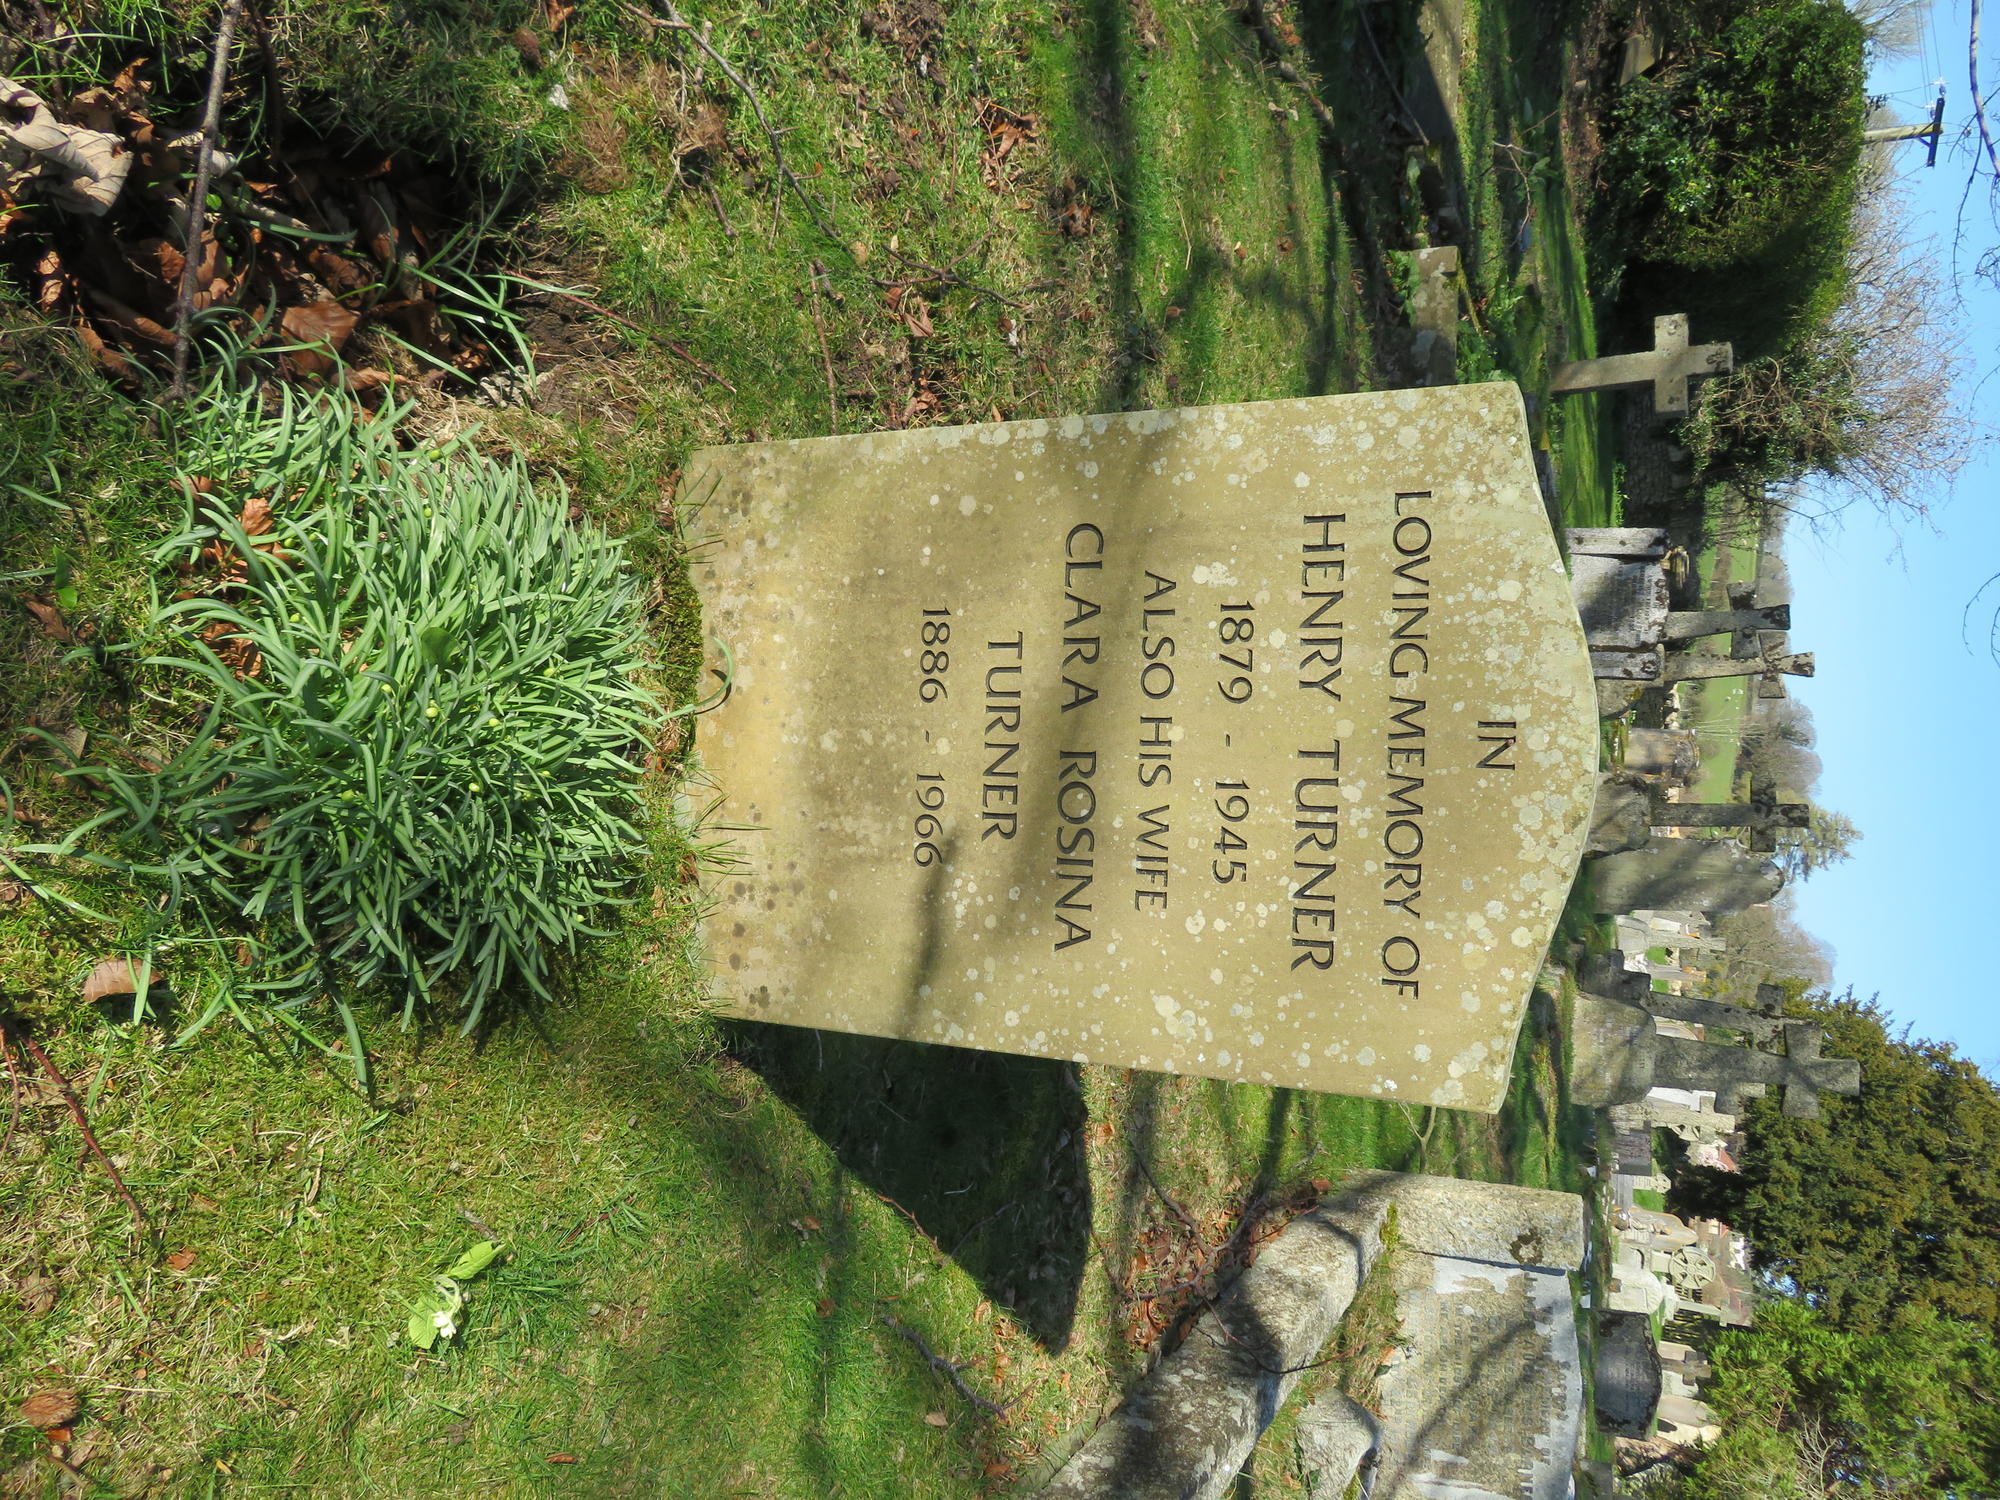 IN
LOVING MEMORY OF
HENRY TURNER
1879 - 1945
ALSO HIS WIFE
CLARA ROSINA
TURNER
1886 - 1966